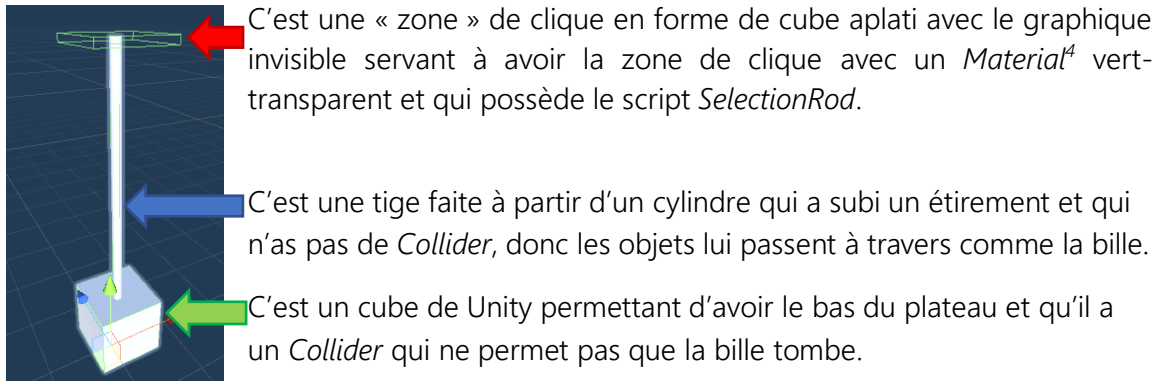 C’est une « zone » de clique en forme de cube aplati avec le graphique
invisible servant à avoir la zone de clique avec un Material⁴ vert-
transparent et qui possède le script SelectionRod.
C’est une tige faite à partir d’un cylindre qui a subi un étirement et qui
n’as pas de Collider, donc les objets lui passent à travers comme la bille.
C’est un cube de Unity permettant d’avoir le bas du plateau et qu’il a
un Collider qui ne permet pas que la bille tombe.